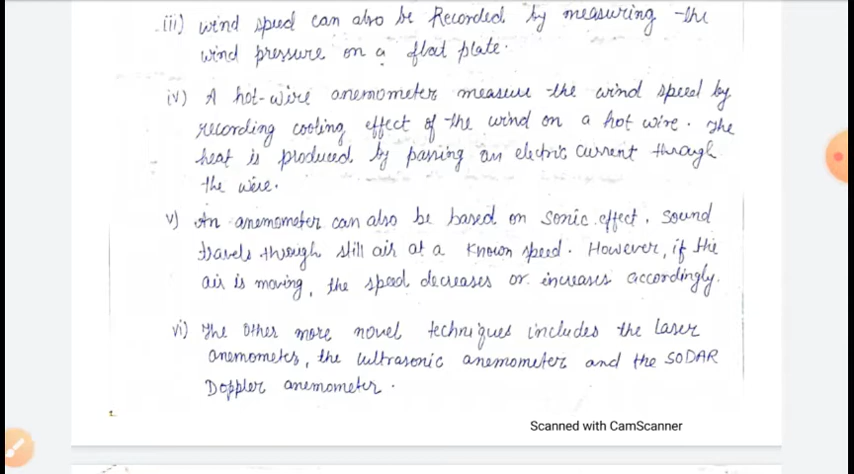 iii) wind speed can also be Recorded by measuring the
wind pressure on a flat plate.
iv) A hot-wire anemometer measure the wind speed by
recording cooling effect of the wind on a hot wire. The
heat is produced by passing an electric current through
the wire.
v) An anemometer can also be based on sonic effect. sound
travels through still air at a known speed. However, if the
air is moving, the speed decreases or increases accordingly.
vi) The other more novel techniques includes the laser
anemometer, the ultrasonic anemometer and the SODAR
Doppler anemometer.
Scanned with CamScanner